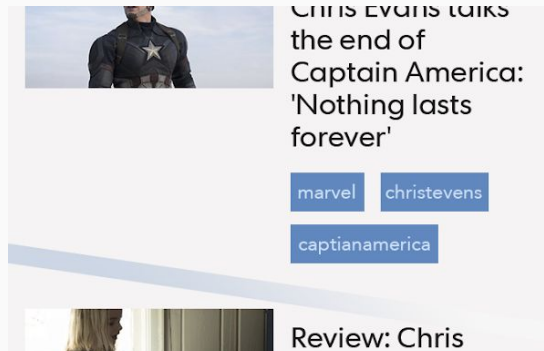 Chris Evans talks
the end of
Captain America:
'Nothing lasts
forever'
marvel christevens
captianamerica
Review: Chris